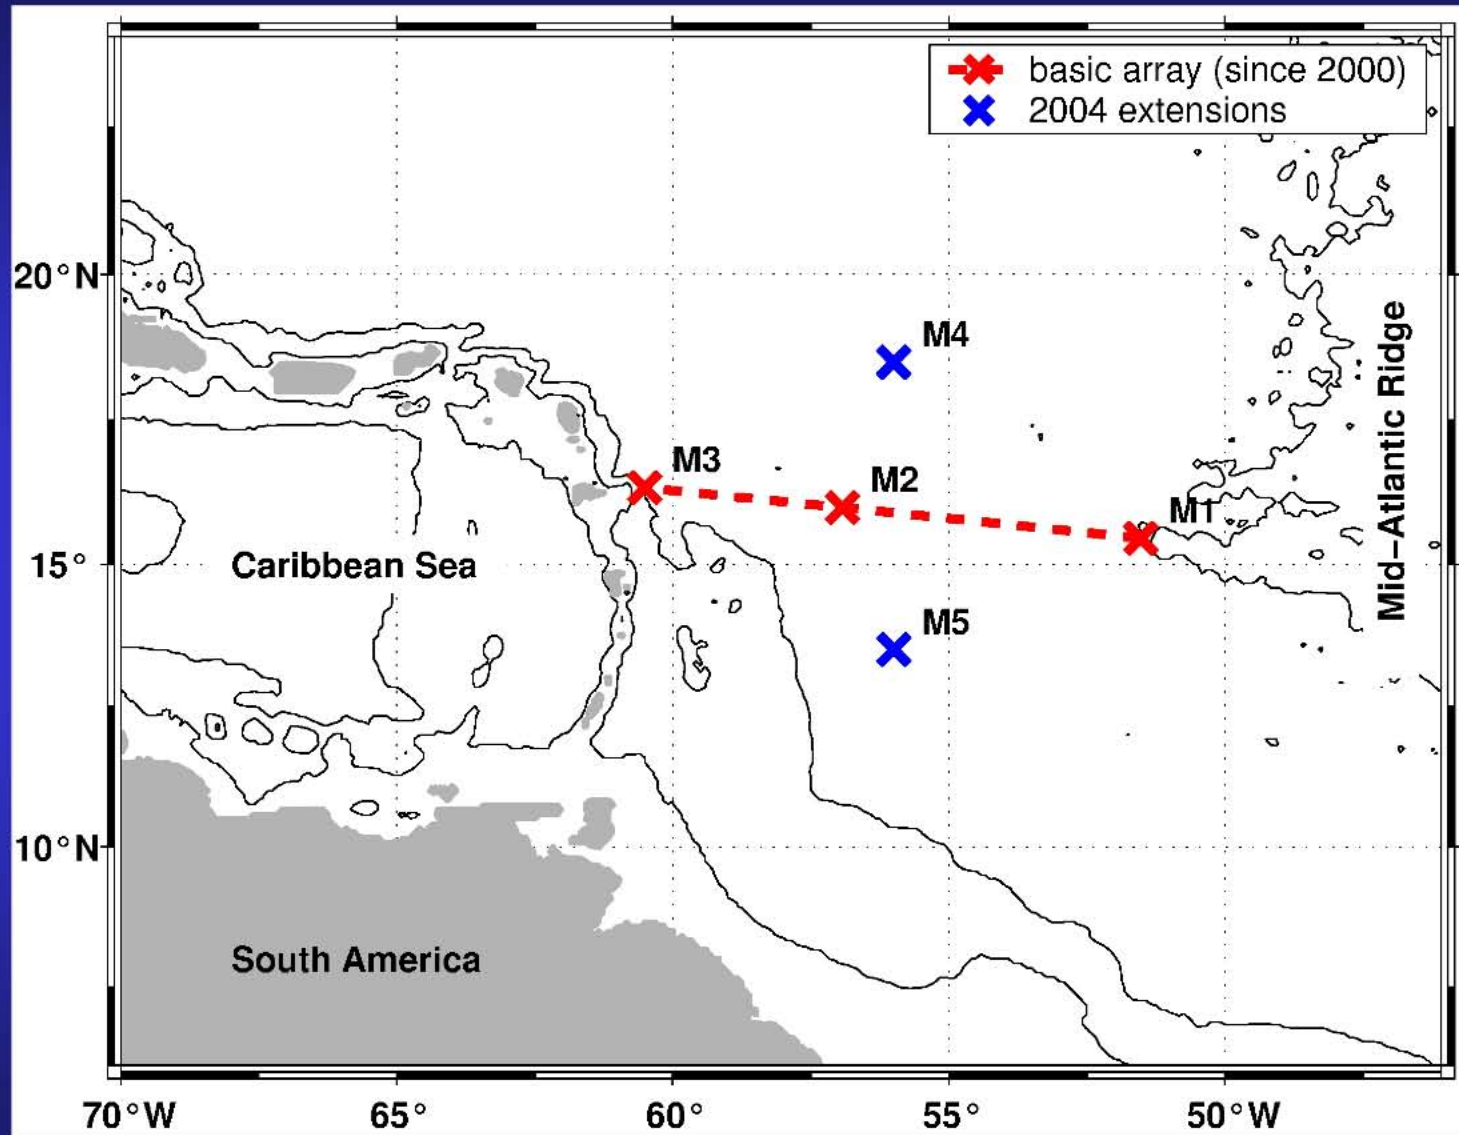 basic array (since 2000)
2004 extensions
20°N
M4
M3
M2
M1
15°
Caribbean Sea
Mid-Atlantic Ridge
M5
10°N
South America
70°W 65° 60° 55° 50°W